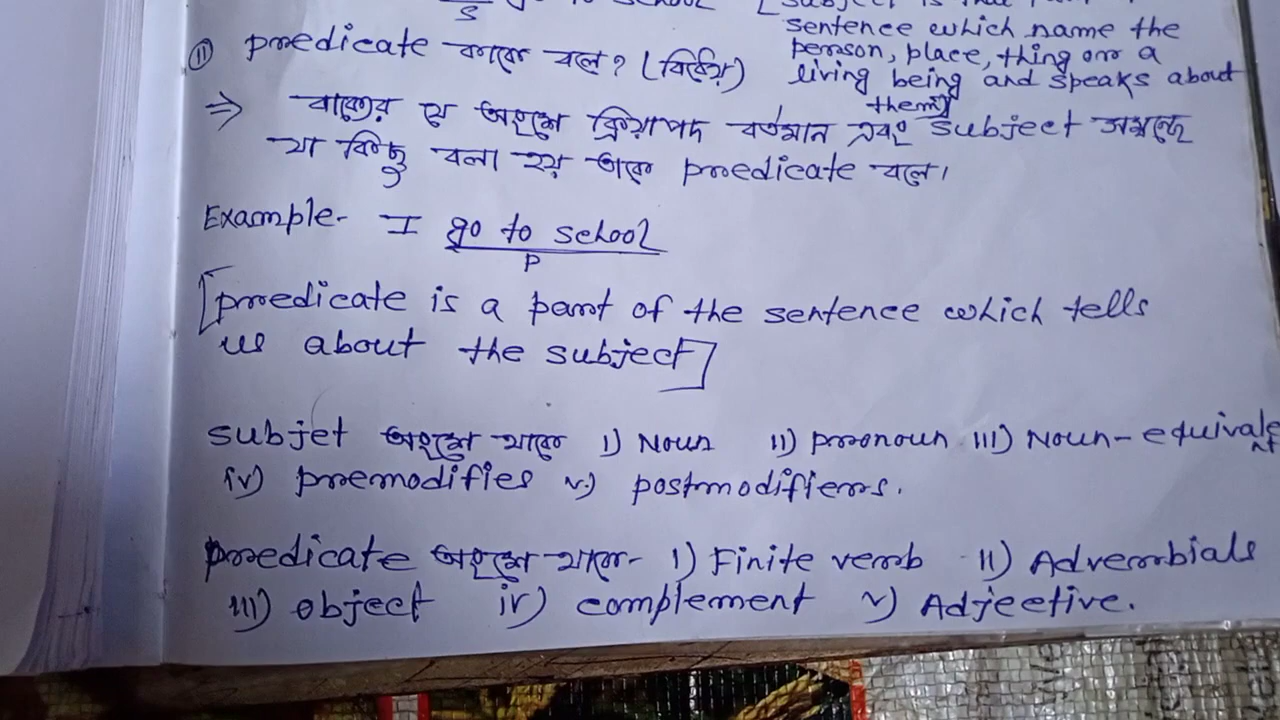 S
sentence which name the
person, place, thing or a
living being and speaks about
them]
(ii) predicate কাকে বলে? (বিধেয়)
⇒ বাক্যের যে অংশে ক্রিয়াপদ বর্তমান এবং subject সম্বন্ধে
যা কিছু বলা হয় তাকে predicate বলে।
Example- I go to school
P
[predicate is a part of the sentence which tells
us about the subject]
subjet অংশে থাকে i) Noun ii) pronoun iii) Noun-equivalent
iv) premodifies v) postmodifiers.
predicate অংশে থাকে- i) Finite verb ii) Adverbials
iii) object iv) complement v) Adjective.